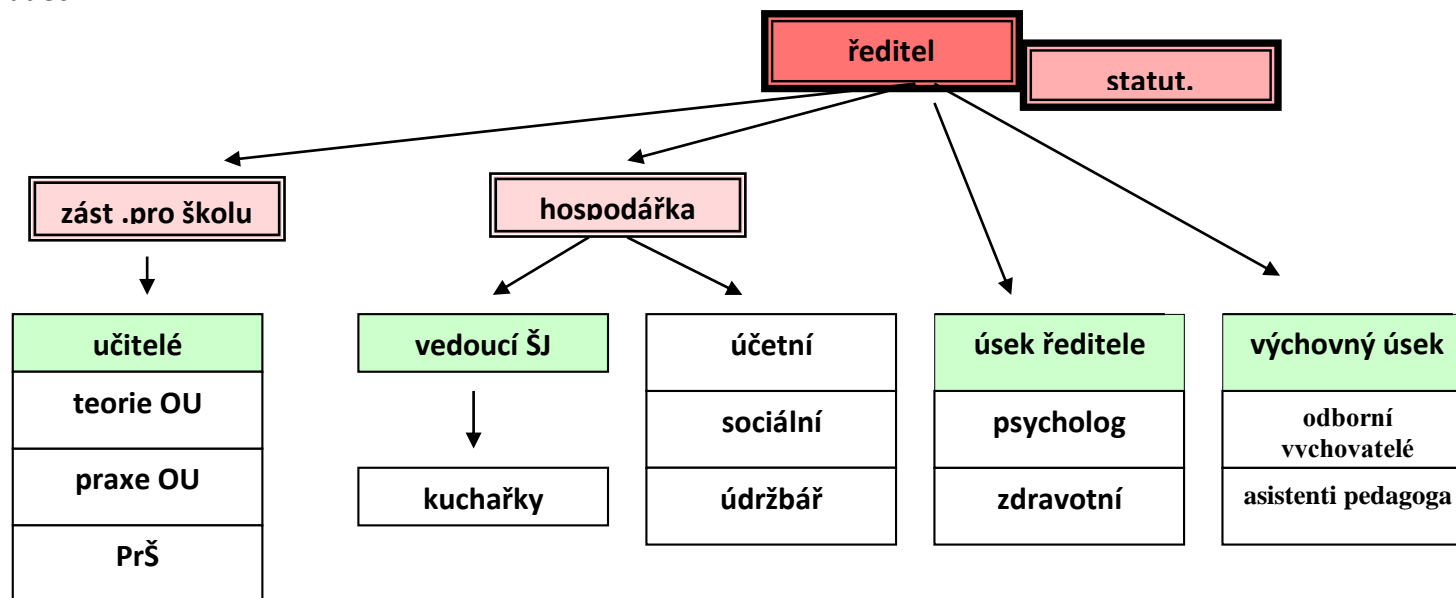 ředitel
statut.
zást .pro školu
hospodářka
učitelé
teorie OU
praxe OU
PrŠ
vedoucí ŠJ
kuchařky
účetní
sociální
údržbář
úsek ředitele
psycholog
zdravotní
výchovný úsek
odborní
vychovatelé
asistenti pedagoga